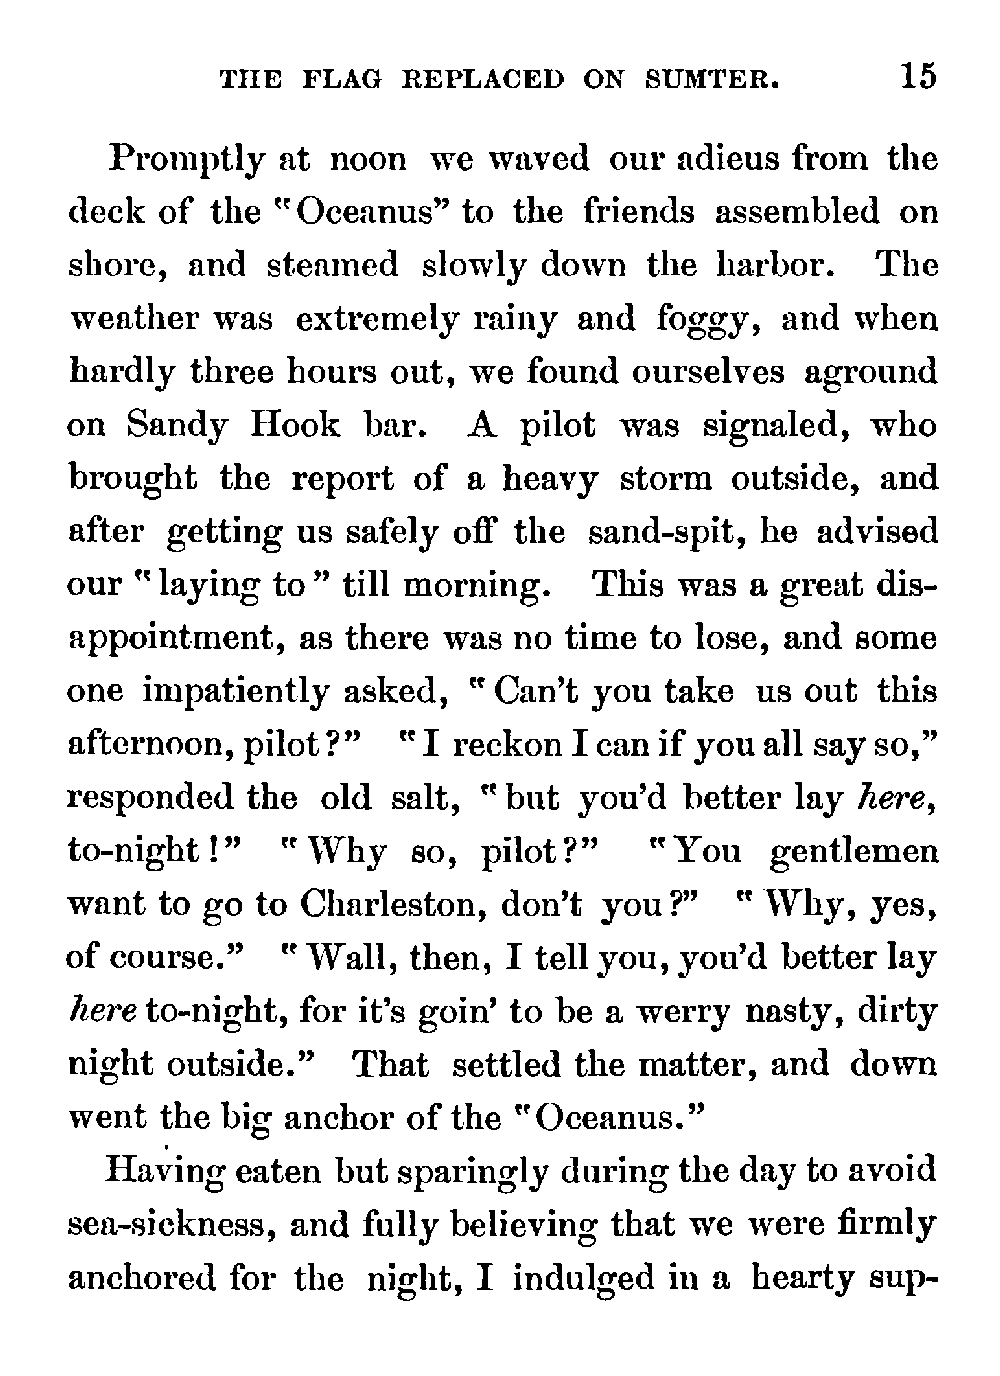 THE FLAG REPLACED ON SUMTER. 15
Promptly at noon we waved our adieus from the
deck of the "Oceanus" to the friends assembled on
shore, and steamed slowly down the harbor. The
weather was extremely rainy and foggy, and when
hardly three hours out, we found ourselves aground
on Sandy Hook bar. A pilot was signaled, who
brought the report of a heavy storm outside, and
after getting us safely off the sand-spit, he advised
our "laying to" till morning. This was a great dis-
appointment, as there was no time to lose, and some
one impatiently asked, "Can't you take us out this
afternoon, pilot?" "I reckon I can if you all say so,"
responded the old salt, "but you'd better lay here,
to-night!" "Why so, pilot?" "You gentlemen
want to go to Charleston, don't you?" "Why, yes,
of course." "Wall, then, I tell you, you'd better lay
here to-night, for it's goin' to be a werry nasty, dirty
night outside." That settled the matter, and down
went the big anchor of the "Oceanus."
Having eaten but sparingly during the day to avoid
sea-sickness, and fully believing that we were firmly
anchored for the night, I indulged in a hearty sup-